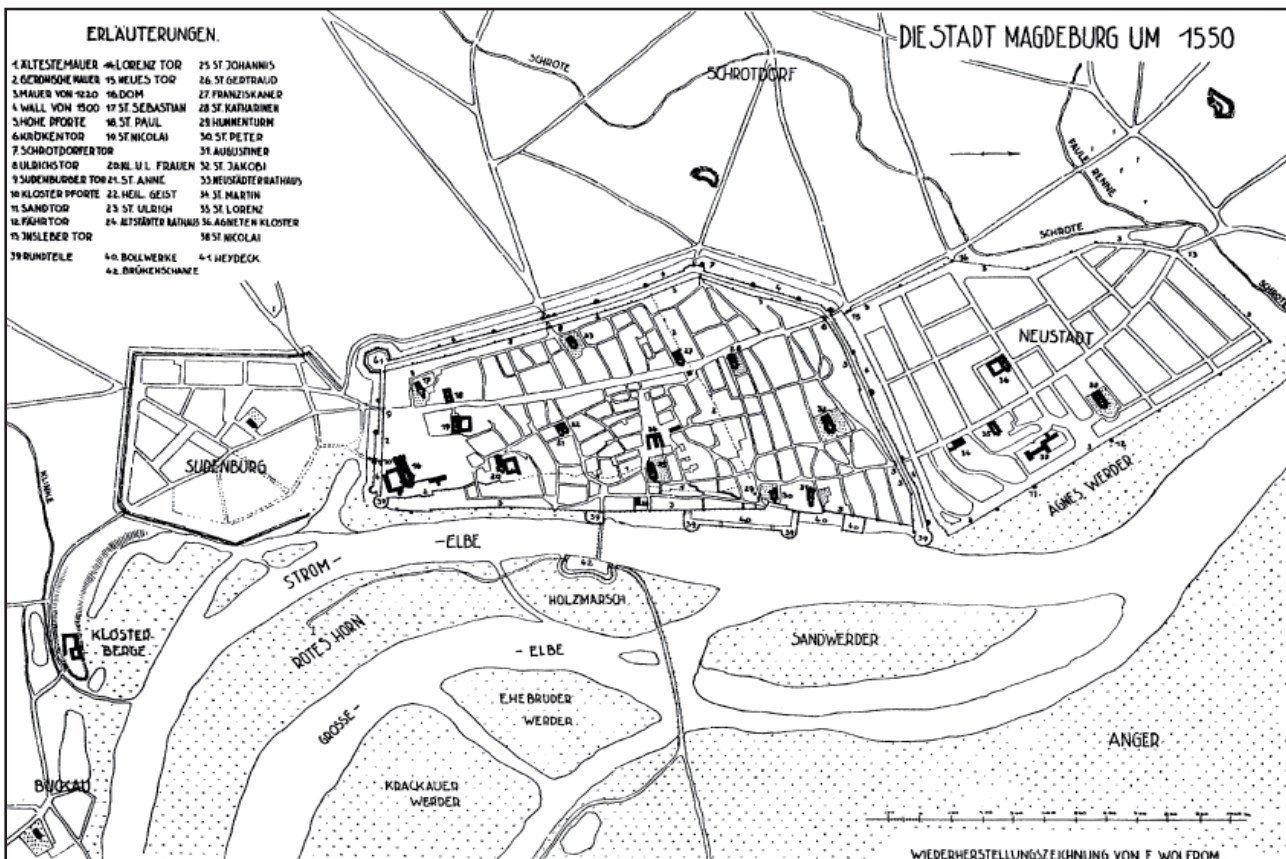 ERLÄUTERUNGEN.
1. ÄLTESTE MAUER 14. LORENZ TOR 25 ST JOHANNIS
2. GERONISCHE MAUER 15 NEUES TOR 26. ST. GERTRAUD
3 MAUER VON 1220 16 DOM 27. FRANZISKANER
4 WALL VON 1500 17 ST. SEBASTIAN 28 ST. KATHARINEN
5 HOHE PFORTE 18. ST. PAUL 29 HUMMENTURM
6 KRÖKENTOR 19 ST. NICOLAI 30. ST. PETER
7. SCHROTDORFER TOR 31. AUGUSTINER
8 ULRICHSTOR 20 KL. U. L. FRAUEN 32. ST. JAKOBI
9 SUDENBURGER TOR 21. ST. ANNE 33 NEUSTÄDTER RATHAUS
10 KLOSTER PFORTE 22. HEIL. GEIST 34 ST. MARTIN
11. SANDTOR 23 ST. ULRICH 35 ST. LORENZ
12. FÄHRTOR 24. ALTSTÄDTER RATHAUS 36 AGNETEN KLOSTER
13. INSLEBER TOR 38 ST. NICOLAI
39 RUNDTEILE 40. BOLLWERKE 41 HEYDECK
42. BRÜKENSCHANZE
DIE STADT MAGDEBURG UM 1550
SCHROTE
SCHROTDORF
FAULE RENNE
SCHROTE
SCHROTE
NEUSTADT
SUDENBÜRG
KLINKE
AGNES WERDER
STROM-
-ELBE
HOLZMARSCH
KLOSTER-
BERGE
ROTES HORN
SANDWERDER
- ELBE
GROSSE-
EHEBRUDER
WERDER
ANGER
KRACKAUER
WERDER
BUCKAU
WIEDERHERSTELLUNGSZEICHNUNG VON E. WOLFROM